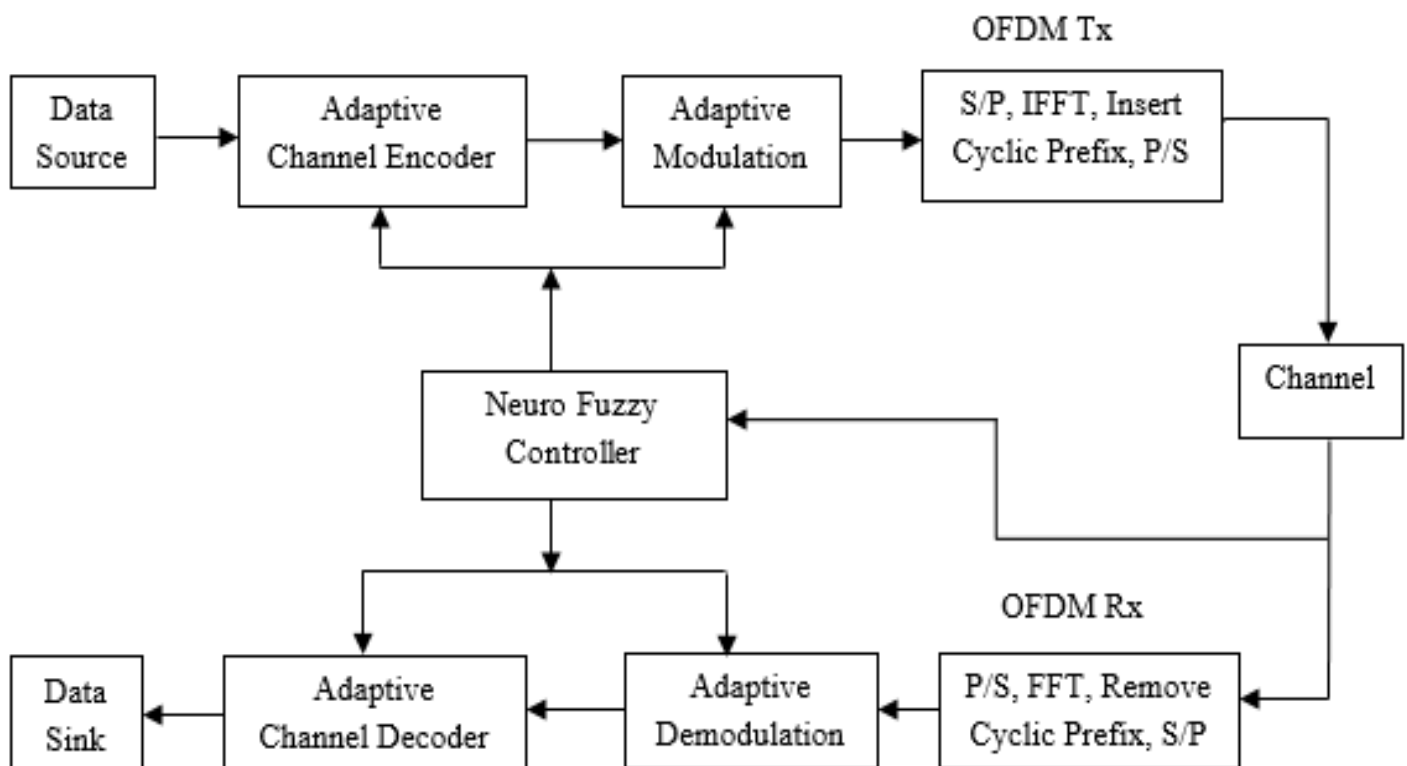 OFDM Tx
Data
Source
Adaptive
Channel Encoder
Adaptive
Modulation
S/P, IFFT, Insert
Cyclic Prefix, P/S
Channel
Neuro Fuzzy
Controller
OFDM Rx
Data
Sink
Adaptive
Channel Decoder
Adaptive
Demodulation
P/S, FFT, Remove
Cyclic Prefix, S/P